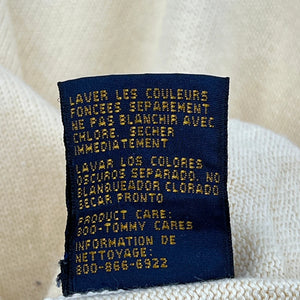 LAVER LES COULEURS
FONCEES SEPAREMENT
NE PAS BLANCHIR AVEC
CHLORE. SECHER
IMMEDIATEMENT
LAVAR LOS COLORES
OSCUROS SEPARADO. NO
BLANQUEADOR CLORADO
SECAR PRONTO
PRODUCT CARE:
800-TOMMY CARES
INFORMATION DE
NETTOYAGE:
800-866-6922